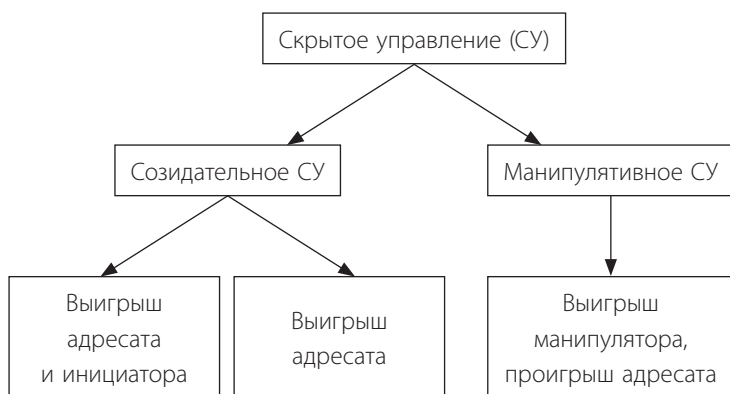 Скрытое управление (СУ)
Созидательное СУ
Манипулятивное СУ
Выигрыш
адресата
и инициатора
Выигрыш
адресата
Выигрыш
манипулятора,
проигрыш адресата